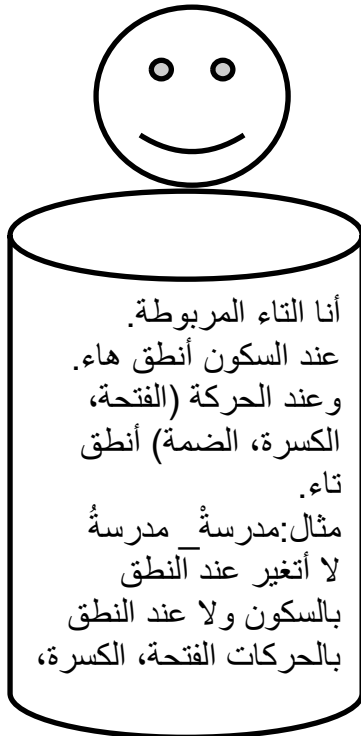 أنا التاء المربوطة.
عند السكون أنطق هاء.
وعند الحركة (الفتحة،
الكسرة، الضمة) أنطق
تاء.
مثال:مدرسةْ_ مدرسةُ
لا أتغير عند النطق
بالسكون ولا عند النطق
بالحركات الفتحة، الكسرة،